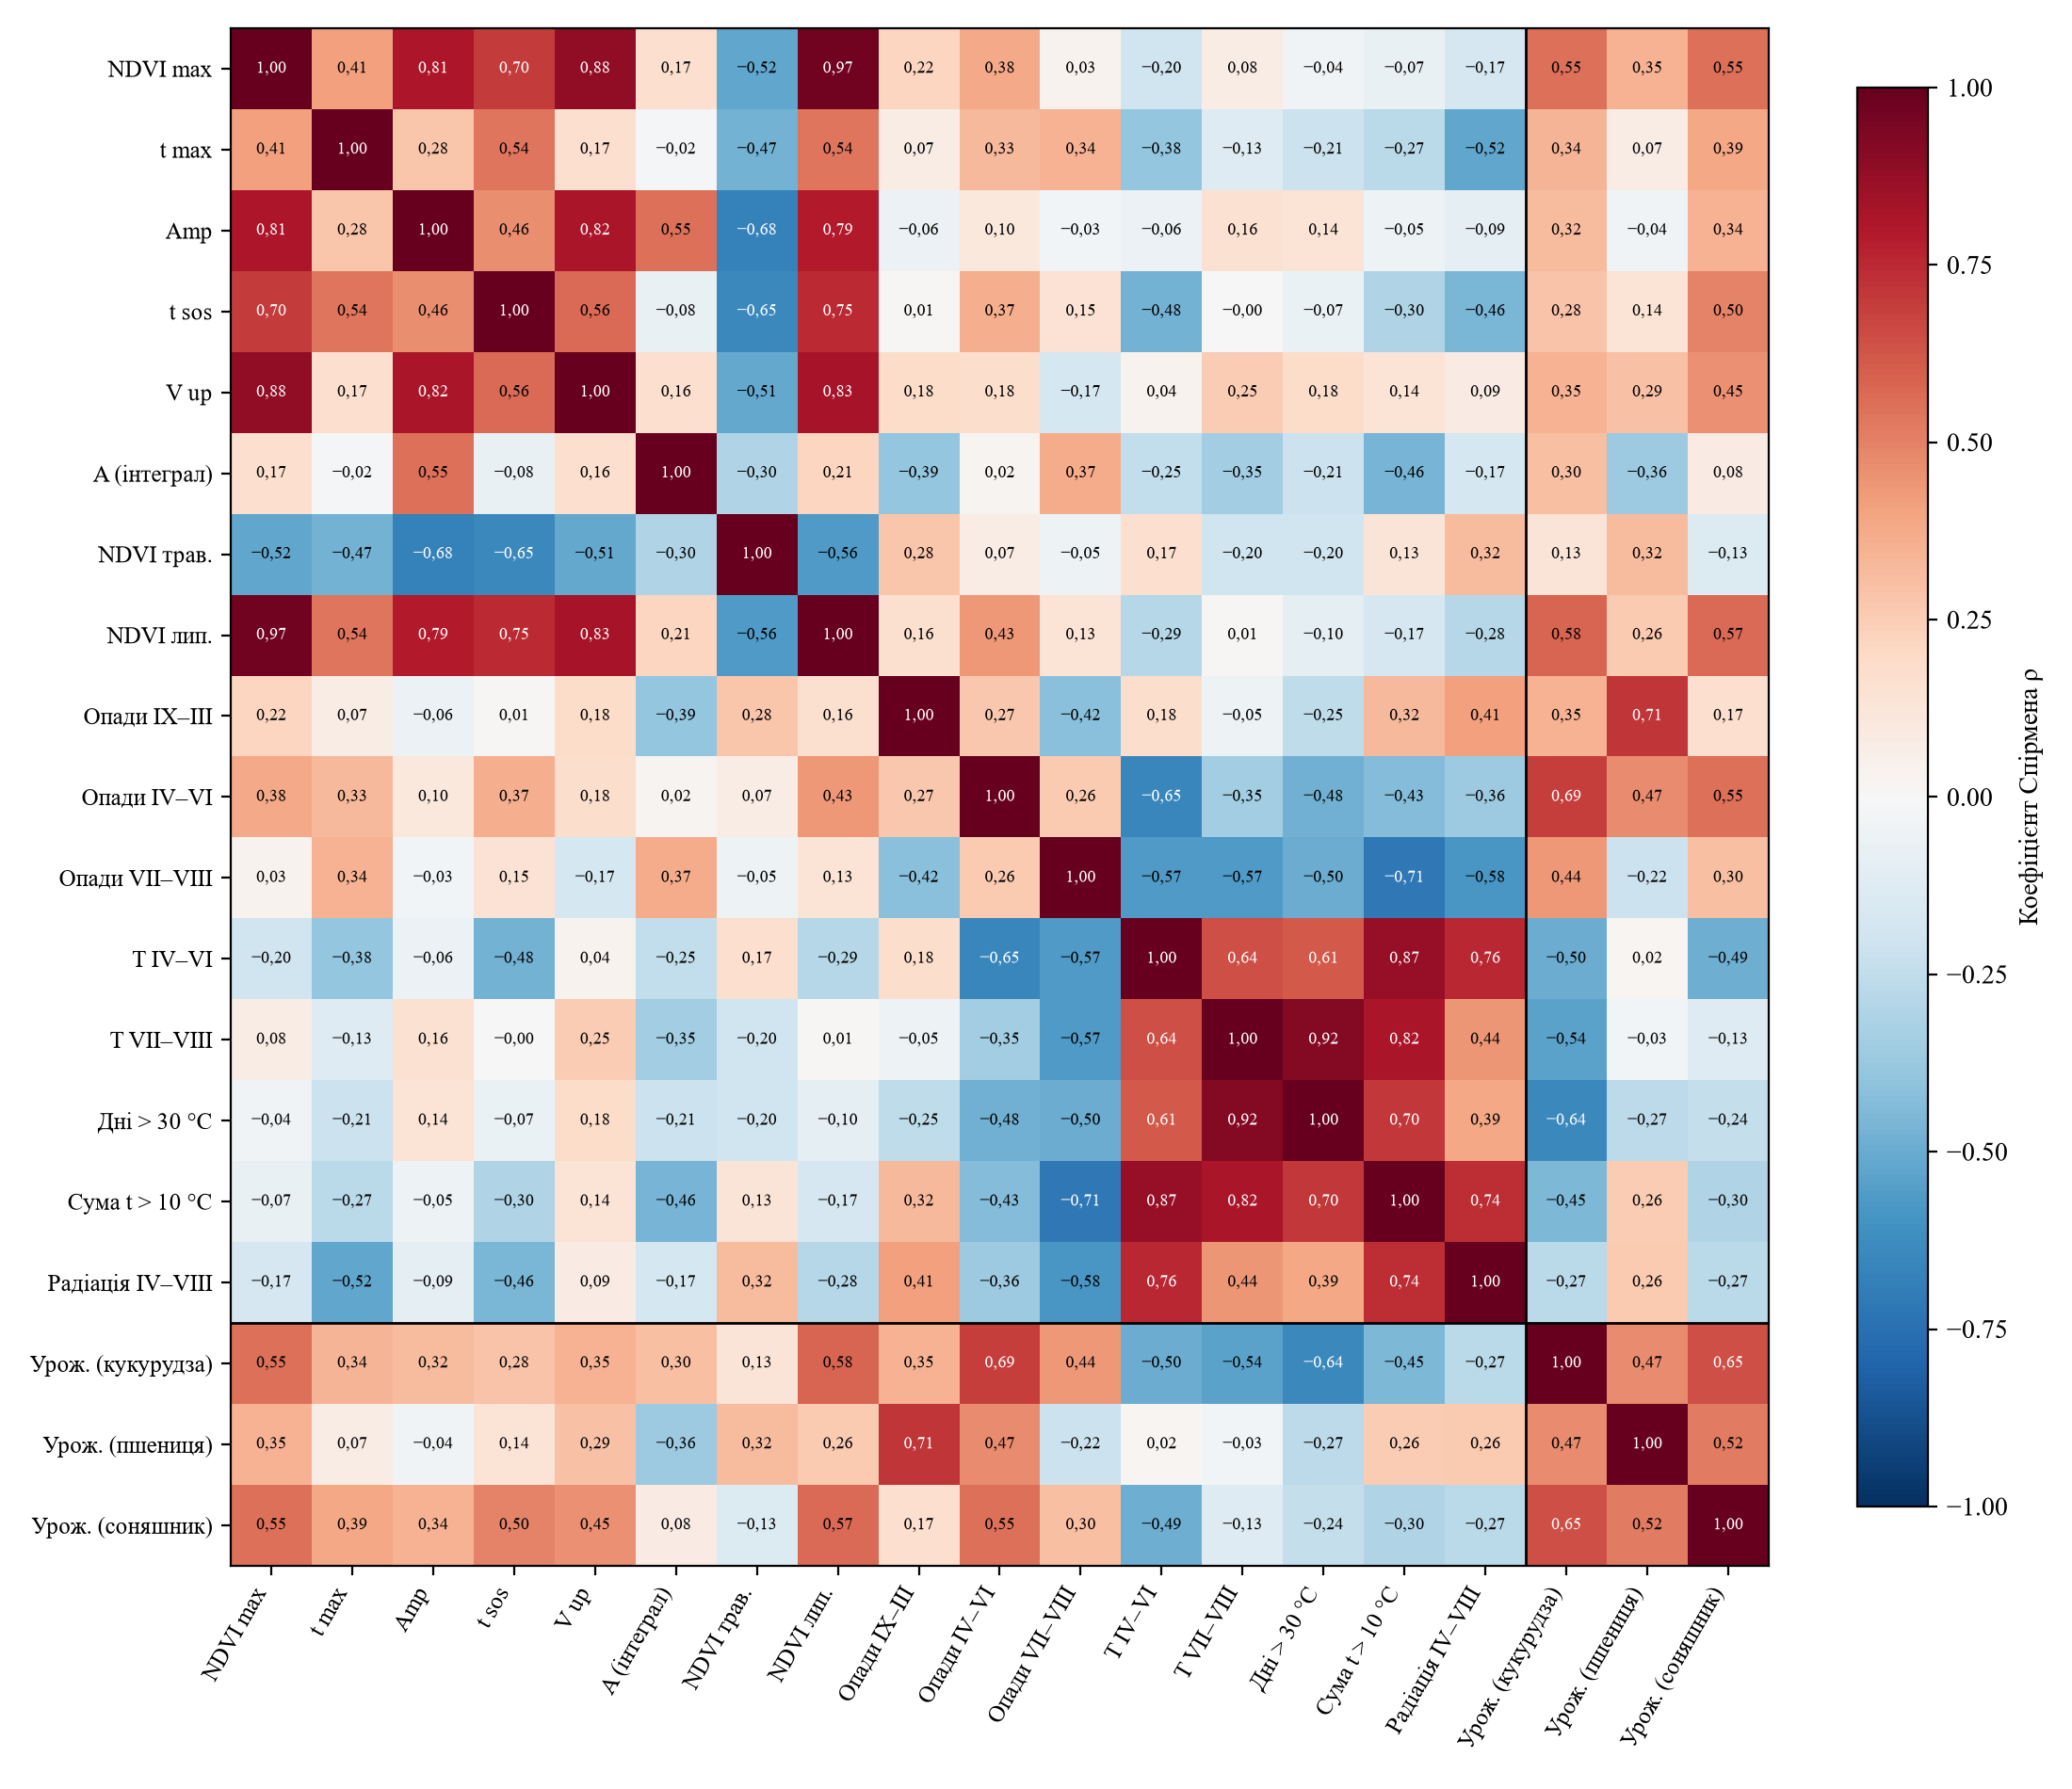 NDVI max 1,00 0,41 0,81 0,70 0,88 0,17 −0,52 0,97 0,22 0,38 0,03 −0,20 0,08 −0,04 −0,07 −0,17 0,55 0,35 0,55
t max 0,41 1,00 0,28 0,54 0,17 −0,02 −0,47 0,54 0,07 0,33 0,34 −0,38 −0,13 −0,21 −0,27 −0,52 0,34 0,07 0,39
Amp 0,81 0,28 1,00 0,46 0,82 0,55 −0,68 0,79 −0,06 0,10 −0,03 −0,06 0,16 0,14 −0,05 −0,09 0,32 −0,04 0,34
t sos 0,70 0,54 0,46 1,00 0,56 −0,08 −0,65 0,75 0,01 0,37 0,15 −0,48 −0,00 −0,07 −0,30 −0,46 0,28 0,14 0,50
V up 0,88 0,17 0,82 0,56 1,00 0,16 −0,51 0,83 0,18 0,18 −0,17 0,04 0,25 0,18 0,14 0,09 0,35 0,29 0,45
A (інтеграл) 0,17 −0,02 0,55 −0,08 0,16 1,00 −0,30 0,21 −0,39 0,02 0,37 −0,25 −0,35 −0,21 −0,46 −0,17 0,30 −0,36 0,08
NDVI трав. −0,52 −0,47 −0,68 −0,65 −0,51 −0,30 1,00 −0,56 0,28 0,07 −0,05 0,17 −0,20 −0,20 0,13 0,32 0,13 0,32 −0,13
NDVI лип. 0,97 0,54 0,79 0,75 0,83 0,21 −0,56 1,00 0,16 0,43 0,13 −0,29 0,01 −0,10 −0,17 −0,28 0,58 0,26 0,57
Опади IX–III 0,22 0,07 −0,06 0,01 0,18 −0,39 0,28 0,16 1,00 0,27 −0,42 0,18 −0,05 −0,25 0,32 0,41 0,35 0,71 0,17
Опади IV–VI 0,38 0,33 0,10 0,37 0,18 0,02 0,07 0,43 0,27 1,00 0,26 −0,65 −0,35 −0,48 −0,43 −0,36 0,69 0,47 0,55
Опади VII–VIII 0,03 0,34 −0,03 0,15 −0,17 0,37 −0,05 0,13 −0,42 0,26 1,00 −0,57 −0,57 −0,50 −0,71 −0,58 0,44 −0,22 0,30
T IV–VI −0,20 −0,38 −0,06 −0,48 0,04 −0,25 0,17 −0,29 0,18 −0,65 −0,57 1,00 0,64 0,61 0,87 0,76 −0,50 0,02 −0,49
T VII–VIII 0,08 −0,13 0,16 −0,00 0,25 −0,35 −0,20 0,01 −0,05 −0,35 −0,57 0,64 1,00 0,92 0,82 0,44 −0,54 −0,03 −0,13
Дні > 30 °C −0,04 −0,21 0,14 −0,07 0,18 −0,21 −0,20 −0,10 −0,25 −0,48 −0,50 0,61 0,92 1,00 0,70 0,39 −0,64 −0,27 −0,24
Сума t > 10 °C −0,07 −0,27 −0,05 −0,30 0,14 −0,46 0,13 −0,17 0,32 −0,43 −0,71 0,87 0,82 0,70 1,00 0,74 −0,45 0,26 −0,30
Радіація IV–VIII −0,17 −0,52 −0,09 −0,46 0,09 −0,17 0,32 −0,28 0,41 −0,36 −0,58 0,76 0,44 0,39 0,74 1,00 −0,27 0,26 −0,27
Урож. (кукурудза) 0,55 0,34 0,32 0,28 0,35 0,30 0,13 0,58 0,35 0,69 0,44 −0,50 −0,54 −0,64 −0,45 −0,27 1,00 0,47 0,65
Урож. (пшениця) 0,35 0,07 −0,04 0,14 0,29 −0,36 0,32 0,26 0,71 0,47 −0,22 0,02 −0,03 −0,27 0,26 0,26 0,47 1,00 0,52
Урож. (соняшник) 0,55 0,39 0,34 0,50 0,45 0,08 −0,13 0,57 0,17 0,55 0,30 −0,49 −0,13 −0,24 −0,30 −0,27 0,65 0,52 1,00
NDVI max
t max
Amp
t sos
V up
A (інтеграл)
NDVI трав.
NDVI лип.
Опади IX–III
Опади IV–VI
Опади VII–VIII
T IV–VI
T VII–VIII
Дні > 30 °C
Сума t > 10 °C
Радіація IV–VIII
Урож. (кукурудза)
Урож. (пшениця)
Урож. (соняшник)
1.00
0.75
0.50
0.25
0.00
−0.25
−0.50
−0.75
−1.00
Коефіцієнт Спірмена ρ